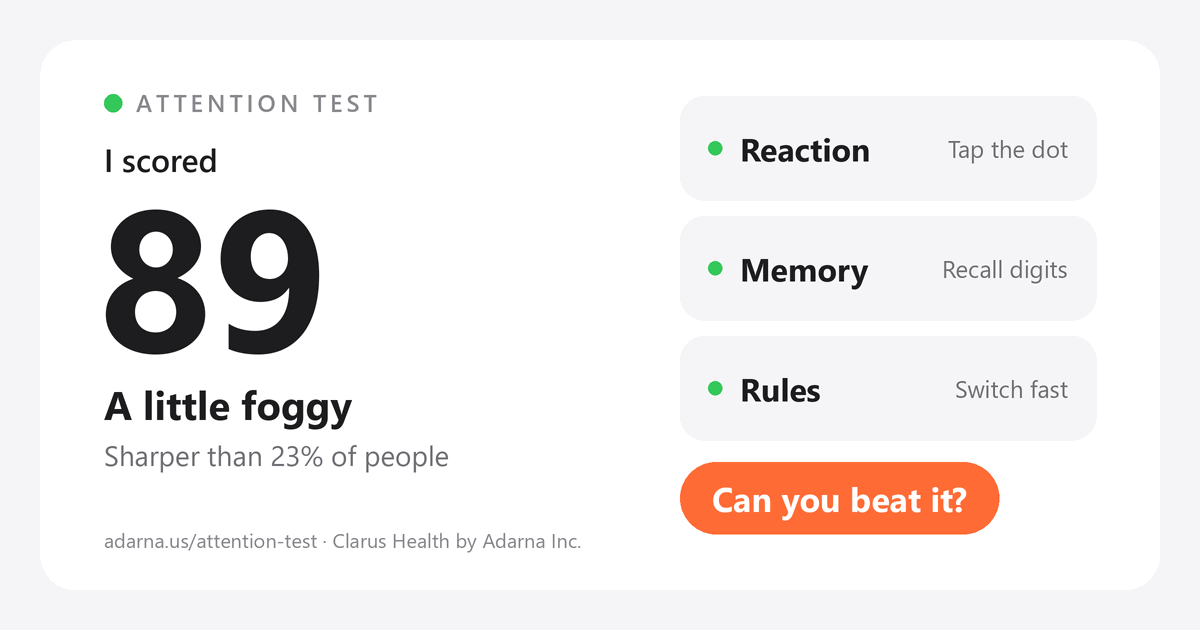 ATTENTION TEST
I scored
89
A little foggy
Sharper than 23% of people
adarna.us/attention-test · Clarus Health by Adarna Inc.
Reaction Tap the dot
Memory Recall digits
Rules Switch fast
Can you beat it?